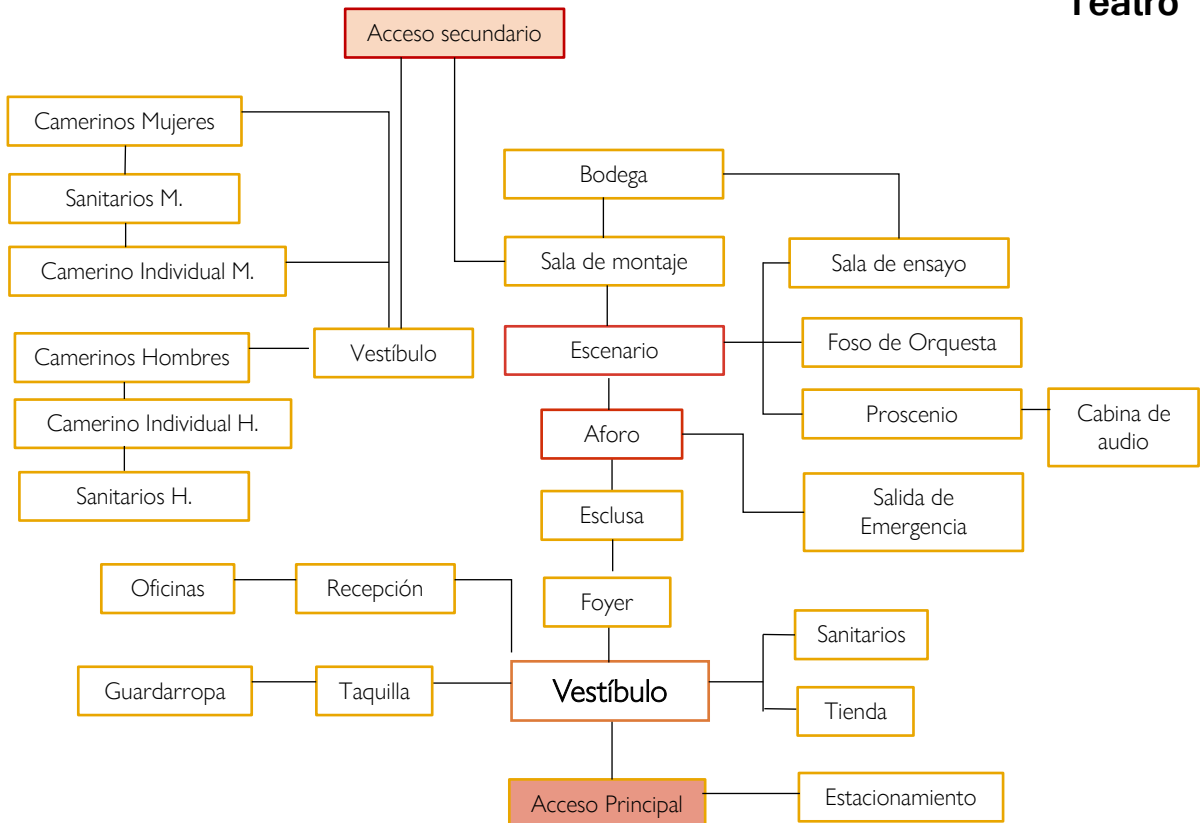 Teatro
Acceso secundario
Camerinos Mujeres
Bodega
Sanitarios M.
Camerino Individual M.
Sala de montaje
Sala de ensayo
Camerinos Hombres
Vestíbulo
Escenario
Foso de Orquesta
Camerino Individual H.
Aforo
Proscenio
Cabina de
audio
Sanitarios H.
Esclusa
Salida de
Emergencia
Oficinas
Recepción
Foyer
Sanitarios
Guardarropa
Taquilla
Vestíbulo
Tienda
Acceso Principal
Estacionamiento